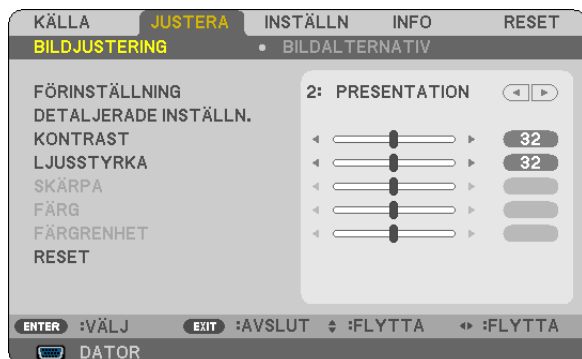 KÄLLA JUSTERA INSTÄLLN INFO RESET
BILDJUSTERING • BILDALTERNATIV
FÖRINSTÄLLNING 2: PRESENTATION
DETALJERADE INSTÄLLN.
KONTRAST 32
LJUSSTYRKA 32
SKÄRPA
FÄRG
FÄRGRENHET
RESET
ENTER :VÄLJ EXIT :AVSLUT :FLYTTA :FLYTTA
DATOR